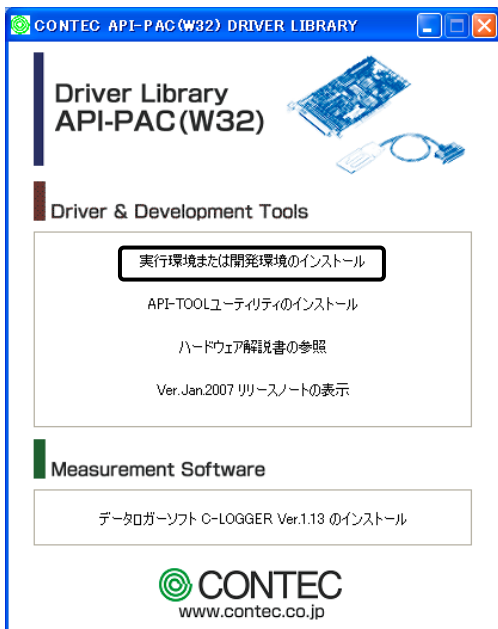 CONTEC API-PAC(W32) DRIVER LIBRARY
Driver Library
API-PAC(W32)
Driver & Development Tools
実行環境または開発環境のインストール
API-TOOLユーティリティのインストール
ハードウェア解説書の参照
Ver.Jan.2007 リリースノートの表示
Measurement Software
データロガーソフト C-LOGGER Ver.1.13 のインストール
CONTEC
www.contec.co.jp